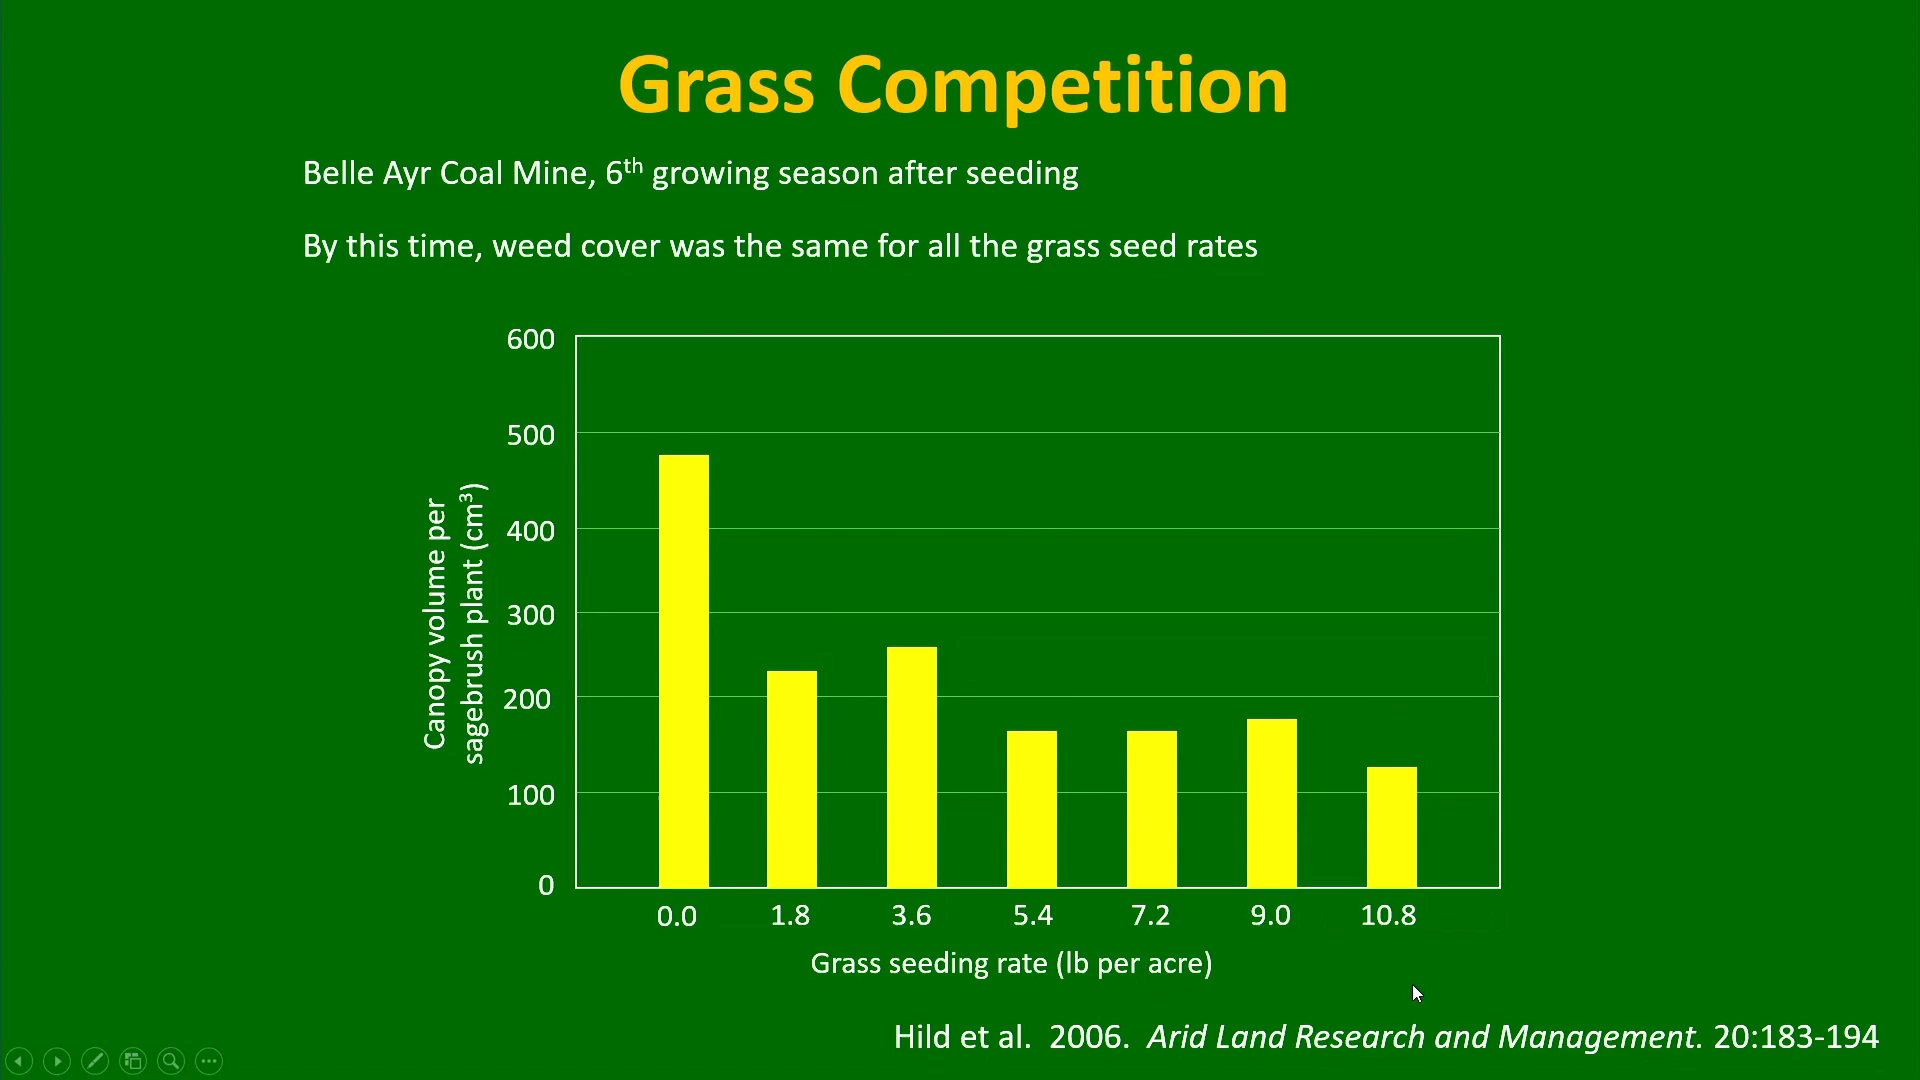 Grass Competition
Belle Ayr Coal Mine, 6th growing season after seeding
By this time, weed cover was the same for all the grass seed rates
600
500
400
300
200
100
0
Canopy volume per
sagebrush plant (cm³)
0.0 1.8 3.6 5.4 7.2 9.0 10.8
Grass seeding rate (lb per acre)
Hild et al. 2006. Arid Land Research and Management. 20:183-194